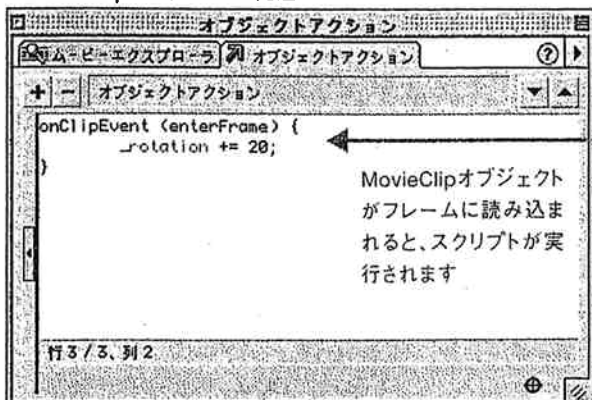 オブジェクトアクション
ムービーエクスプローラ オブジェクトアクション ?
+ - オブジェクトアクション
onClipEvent (enterFrame) {
_rotation += 20;
}
MovieClipオブジェクト
がフレームに読み込ま
れると、スクリプトが実
行されます
行 3 / 3、列 2